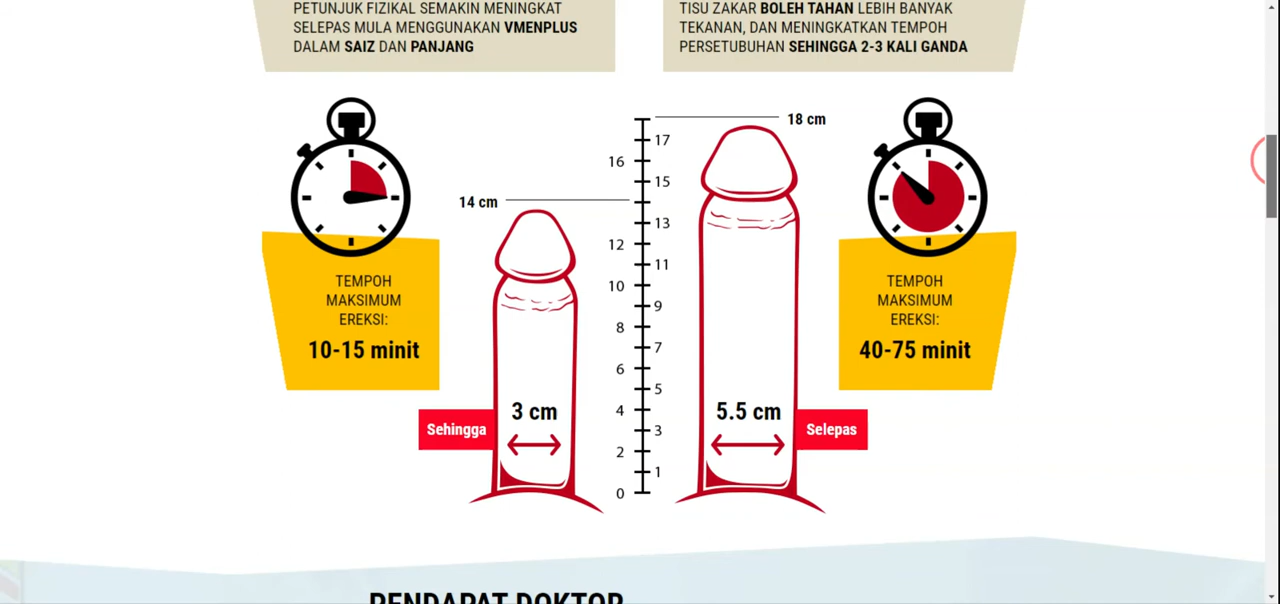 PETUNJUK FIZIKAL SEMAKIN MENINGKAT
SELEPAS MULA MENGGUNAKAN VMENPLUS
DALAM SAIZ DAN PANJANG
TISU ZAKAR BOLEH TAHAN LEBIH BANYAK
TEKANAN, DAN MENINGKATKAN TEMPOH
PERSETUBUHAN SEHINGGA 2-3 KALI GANDA
TEMPOH
MAKSIMUM
EREKSI:
10-15 minit
14 cm
3 cm
Sehingga
18 cm
17
16
15
13
12
11
10
9
8
7
6
5
4
3
2
1
0
5.5 cm
Selepas
TEMPOH
MAKSIMUM
EREKSI:
40-75 minit
PENDAPAT DOKTOR